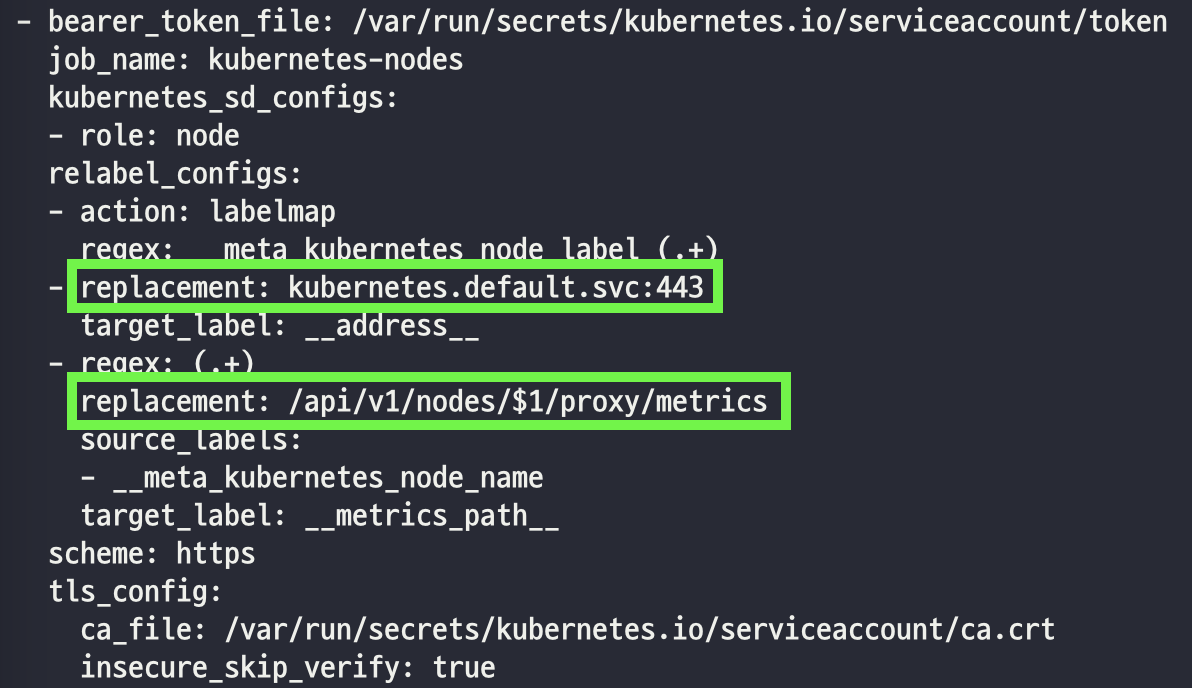 - bearer_token_file: /var/run/secrets/kubernetes.io/serviceaccount/token
  job_name: kubernetes-nodes
  kubernetes_sd_configs:
  - role: node
  relabel_configs:
  - action: labelmap
    regex: __meta_kubernetes_node_label_(.+)
  - replacement: kubernetes.default.svc:443
    target_label: __address__
  - regex: (.+)
    replacement: /api/v1/nodes/$1/proxy/metrics
    source_labels:
    - __meta_kubernetes_node_name
    target_label: __metrics_path__
  scheme: https
  tls_config:
    ca_file: /var/run/secrets/kubernetes.io/serviceaccount/ca.crt
    insecure_skip_verify: true